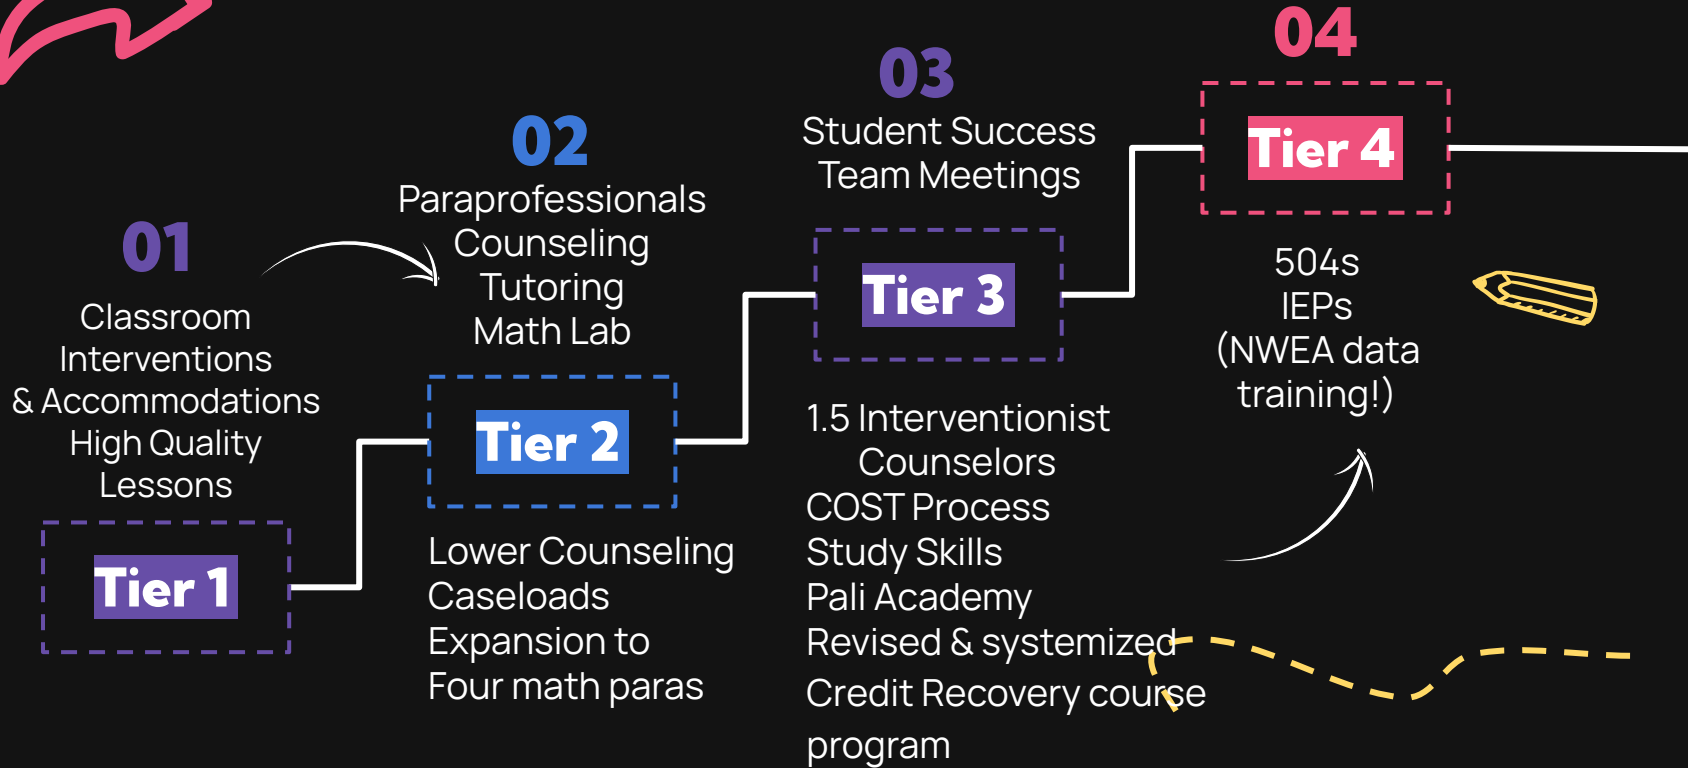 01
Classroom
Interventions
& Accommodations
High Quality
Lessons
Tier 1
02
Paraprofessionals
Counseling
Tutoring
Math Lab
Tier 2
Lower Counseling
Caseloads
Expansion to
Four math paras
03
Student Success
Team Meetings
Tier 3
1.5 Interventionist
Counselors
COST Process
Study Skills
Pali Academy
Revised & systemized
Credit Recovery course
program
04
Tier 4
504s
IEPs
(NWEA data
training!)